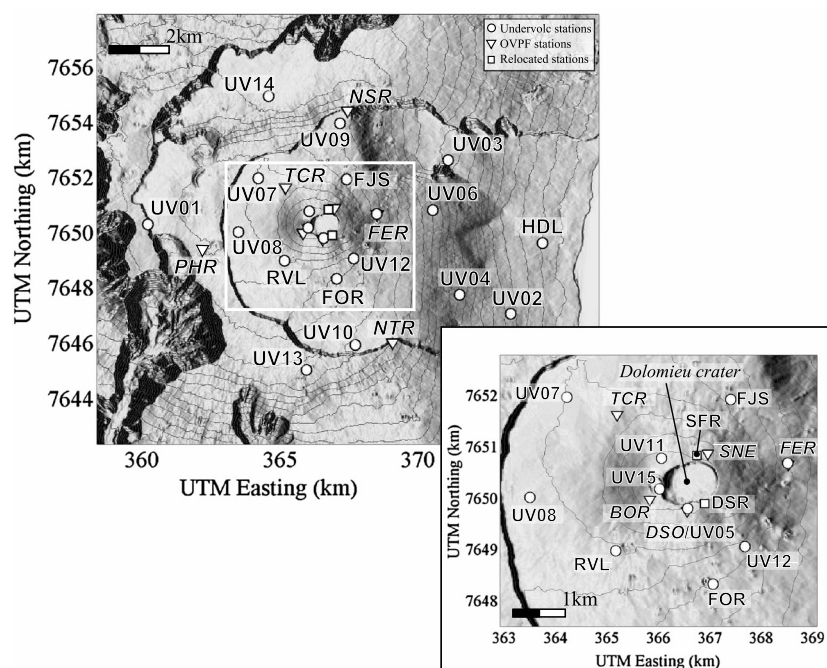 2km
Undervolc stations
OVPF stations
Relocated stations
7656
7654
7652
7650
7648
7646
7644
UTM Northing (km)
UV14
NSR
UV09
UV03
UV07
TCR
FJS
UV06
UV01
HDL
FER
UV08
PHR
RVL
UV12
UV04
FOR
UV02
UV10
NTR
UV13
360
365
370
UTM Easting (km)
Dolomieu crater
7652
7651
7650
7649
7648
UTM Northing (km)
UV07
TCR
FJS
SFR
UV11
SNE
FER
UV15
UV08
BOR
DSR
DSO/UV05
RVL
UV12
FOR
1km
363
364
365
366
367
368
369
UTM Easting (km)